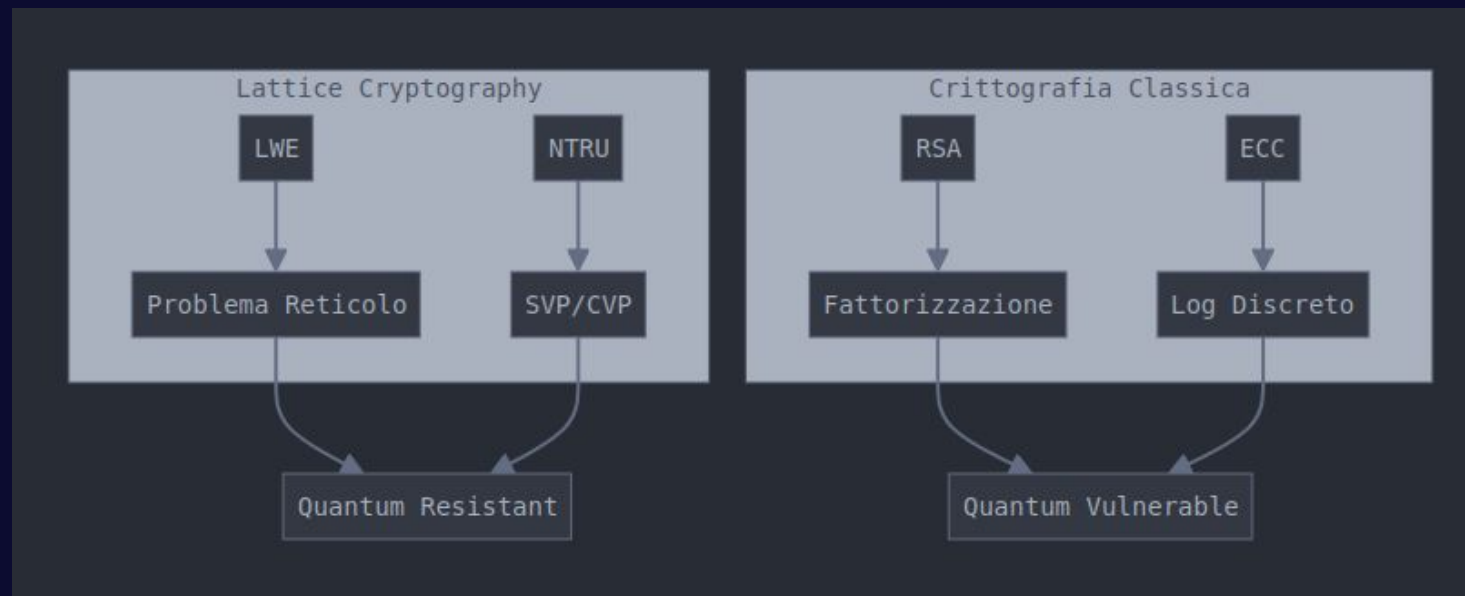 Lattice Cryptography
LWE
NTRU
Problema Reticolo
SVP/CVP
Quantum Resistant
Crittografia Classica
RSA
ECC
Fattorizzazione
Log Discreto
Quantum Vulnerable